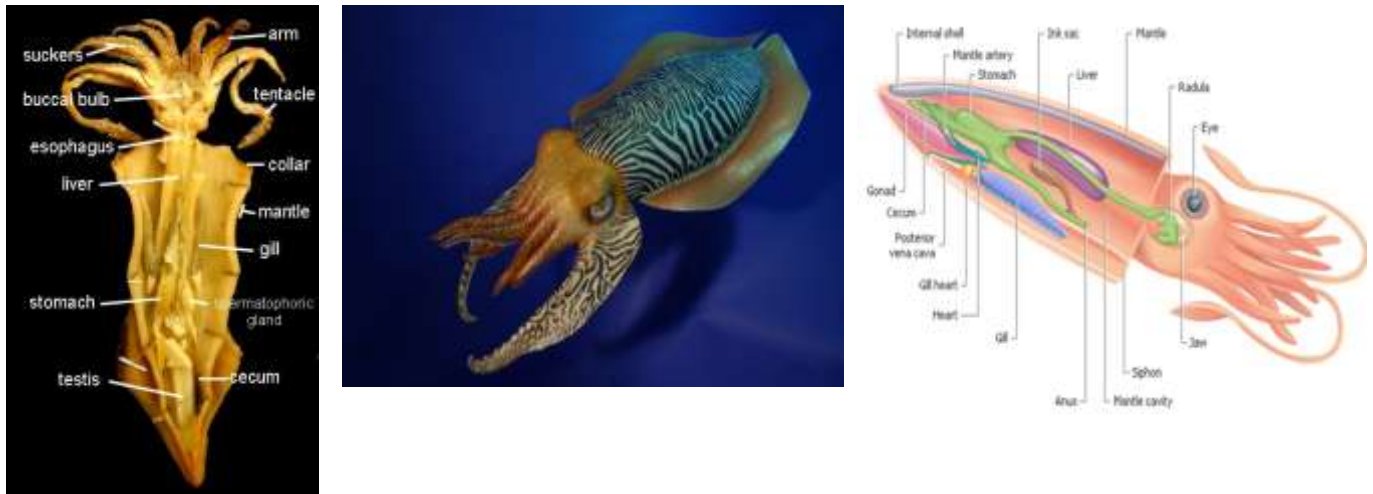 suckers
arm
buccal bulb
tentacle
esophagus
collar
liver
mantle
gill
stomach
spermatophoric
gland
testis
cecum
Internal shell
Ink sac
Mantle
Mantle artery
Stomach
Liver
Radula
Eye
Gonad
Posterior
vena cava
Gill heart
Heart
Gill
Jaw
Siphon
Anus
Mantle cavity